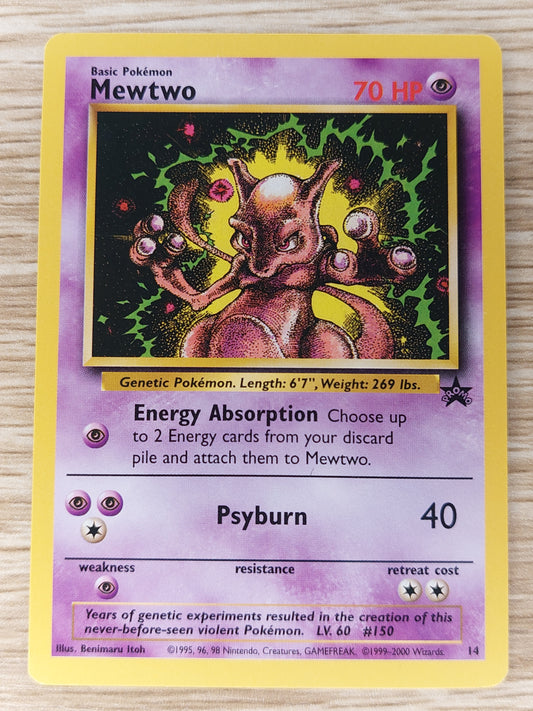 Basic Pokémon
Mewtwo 70 HP
Genetic Pokémon. Length: 6'7", Weight: 269 lbs.
PROMO
Energy Absorption Choose up
to 2 Energy cards from your discard
pile and attach them to Mewtwo.
Psyburn 40
weakness resistance retreat cost
Years of genetic experiments resulted in the creation of this
never-before-seen violent Pokémon. LV. 60 #150
Illus. Benimaru Itoh ©1995, 96, 98 Nintendo, Creatures, GAMEFREAK. ©1999-2000 Wizards. 14